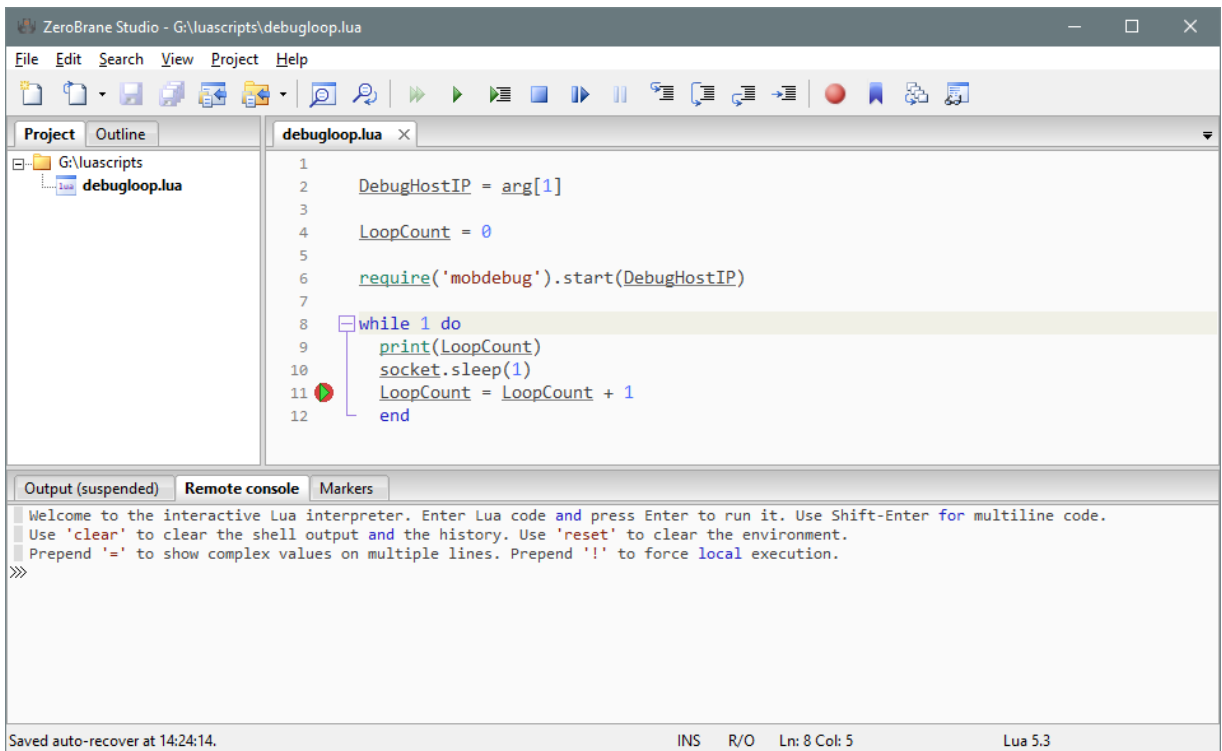 ZeroBrane Studio - G:\luascripts\debugloop.lua
File Edit Search View Project Help
Project Outline
debugloop.lua
G:\luascripts
lua debugloop.lua
1
2 DebugHostIP = arg[1]
3
4 LoopCount = 0
5
6 require('mobdebug').start(DebugHostIP)
7
8 while 1 do
9 print(LoopCount)
10 socket.sleep(1)
11 LoopCount = LoopCount + 1
12 end
Output (suspended) Remote console Markers
Welcome to the interactive Lua interpreter. Enter Lua code and press Enter to run it. Use Shift-Enter for multiline code.
Use 'clear' to clear the shell output and the history. Use 'reset' to clear the environment.
Prepend '=' to show complex values on multiple lines. Prepend '!' to force local execution.
>>>
Saved auto-recover at 14:24:14. INS R/O Ln: 8 Col: 5 Lua 5.3